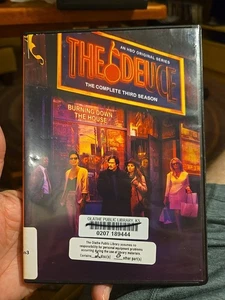 AN HBO ORIGINAL SERIES
THE DEUCE
THE COMPLETE THIRD SEASON
BURNING DOWN
THE HOUSE
OLATHE PUBLIC LIBRARY, KS
0207 189444
The Olathe Public Library assumes no
responsibility for personal equipment problems
occurring during the use of library materials.